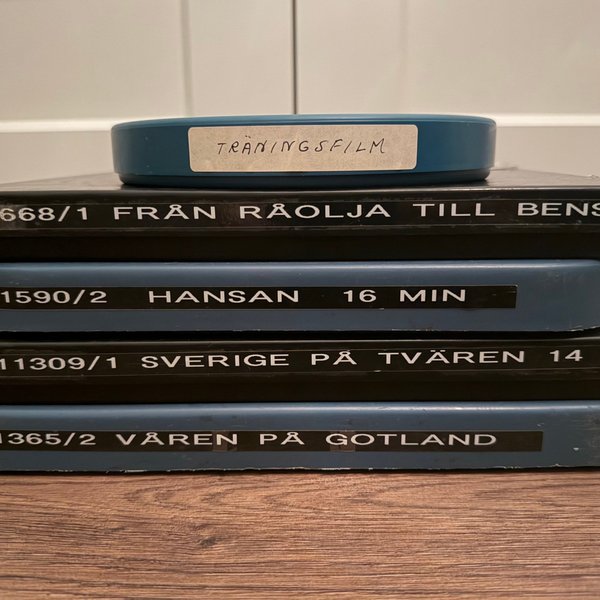 TRÄNINGSFILM
668/1 FRÅN RÅOLJA TILL BENS
1590/2 HANSAN 16 MIN
11309/1 SVERIGE PÅ TVÄREN 14
1365/2 VÅREN PÅ GOTLAND